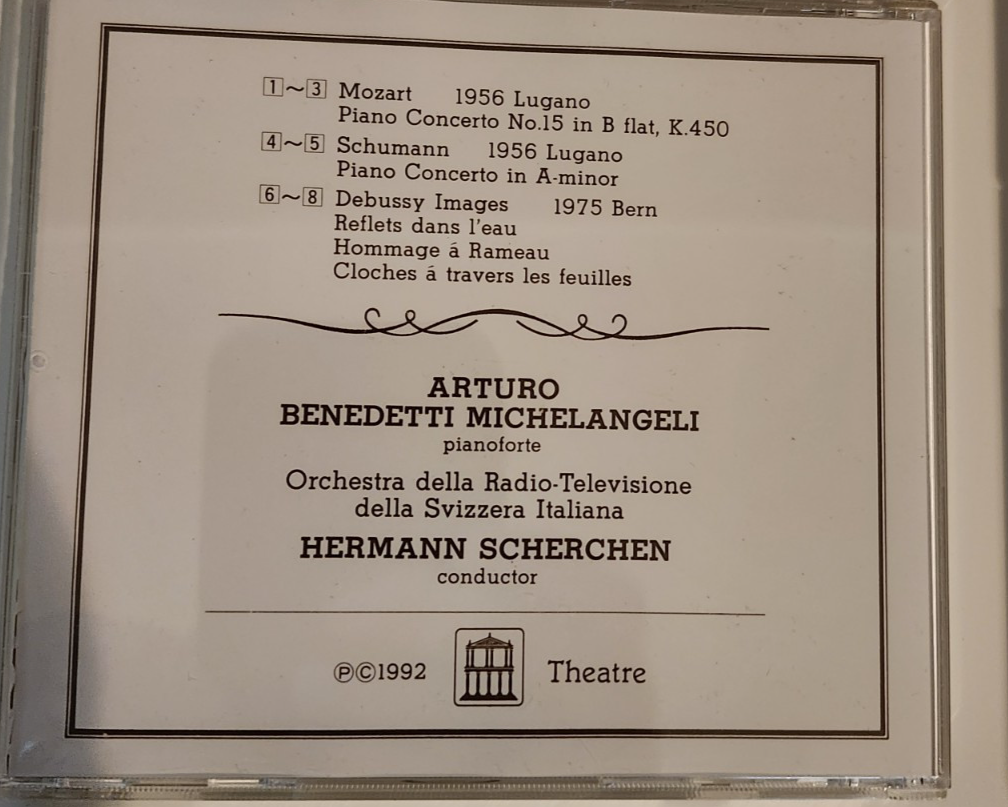 1~3 Mozart 1956 Lugano
Piano Concerto No.15 in B flat, K.450
4~5 Schumann 1956 Lugano
Piano Concerto in A-minor
6~8 Debussy Images 1975 Bern
Reflets dans l'eau
Hommage á Rameau
Cloches á travers les feuilles
ARTURO
BENEDETTI MICHELANGELI
pianoforte
Orchestra della Radio-Televisione
della Svizzera Italiana
HERMANN SCHERCHEN
conductor
Ⓟ©1992 Theatre